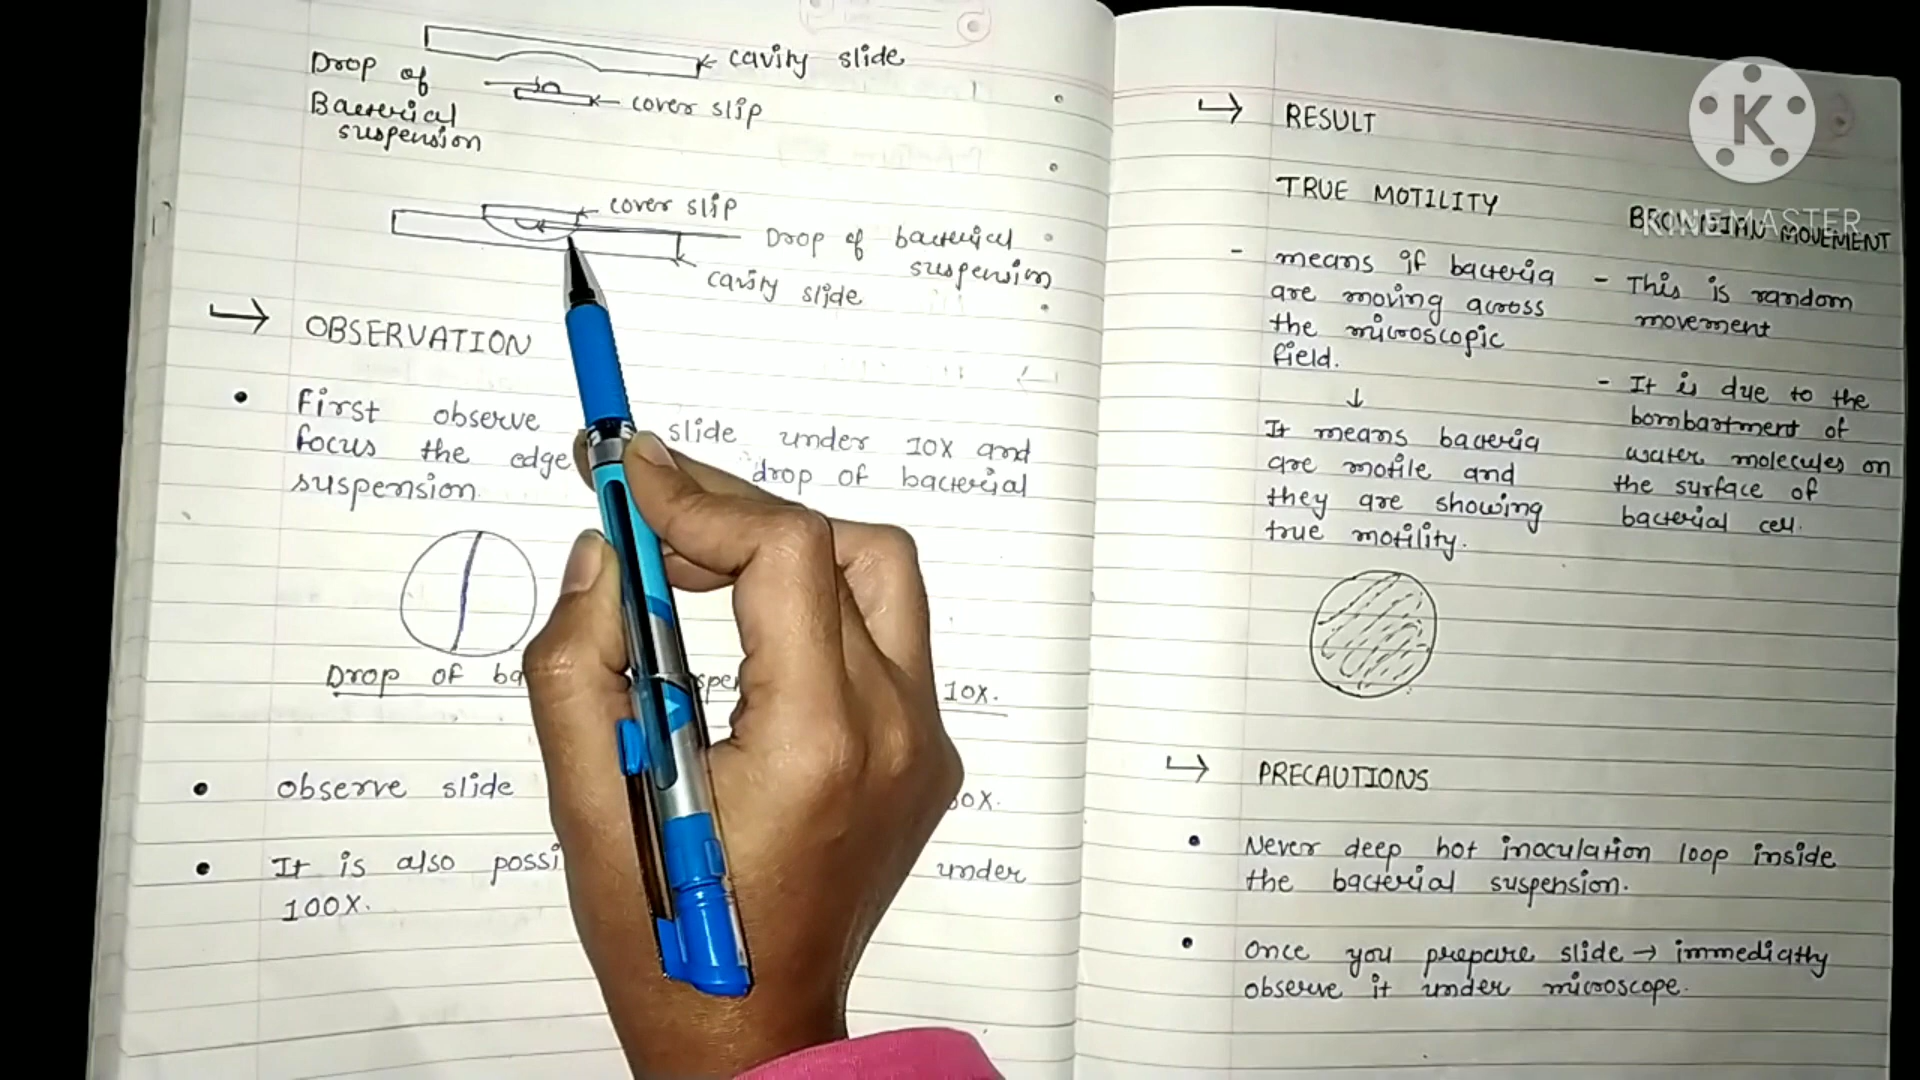 cavity slide
Drop of
Bacterial
suspension
cover slip
cover slip
Drop of bacterial
suspension
cavity slide
OBSERVATION
First observe slide under 10X and
focus the edge drop of bacterial
suspension.
Drop of ba 10X.
observe slide
It is also possi under
100X.
K
KINEMASTER
RESULT
TRUE MOTILITY
- means if bacteria
are moving across
the microscopic
field.
↓
It means bacteria
are motile and
they are showing
true motility.
BROWNIAN MOVEMENT
- This is random
movement
- It is due to the
bombartment of
water molecules on
the surface of
bacterial cell.
PRECAUTIONS
Never deep hot inoculation loop inside
the bacterial suspension.
Once you prepare slide → immediatly
observe it under microscope.